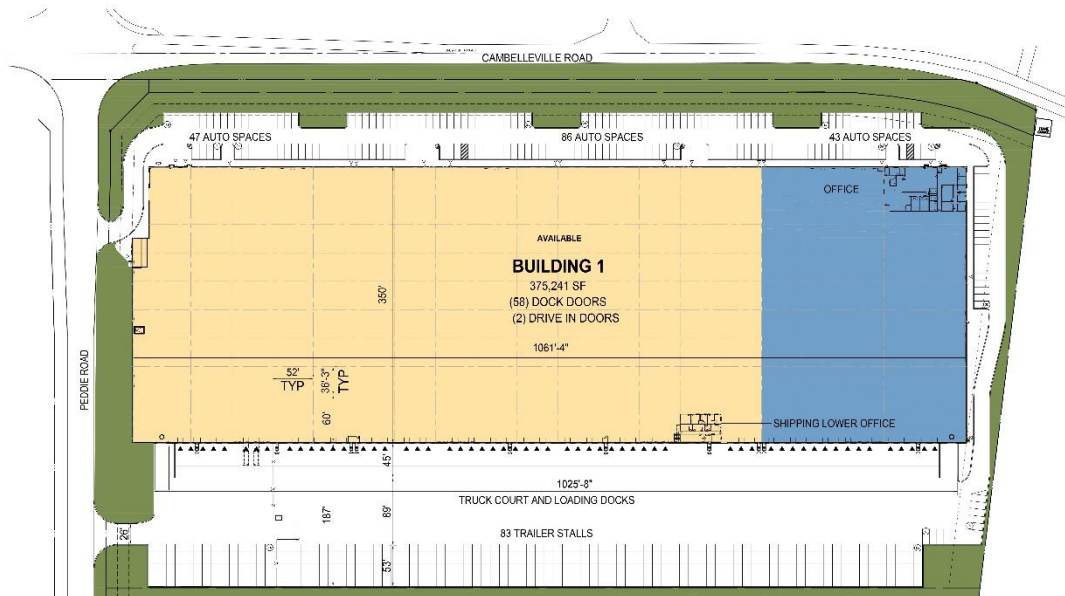 CAMBELLEVILLE ROAD
47 AUTO SPACES
86 AUTO SPACES
43 AUTO SPACES
OFFICE
AVAILABLE
BUILDING 1
375,241 SF
(58) DOCK DOORS
(2) DRIVE IN DOORS
350'
1061'-4"
PEDDIE ROAD
52'
TYP
38'-3"
TYP
60'
SHIPPING LOWER OFFICE
45'
1025'-8"
TRUCK COURT AND LOADING DOCKS
187'
89'
83 TRAILER STALLS
26'
53'